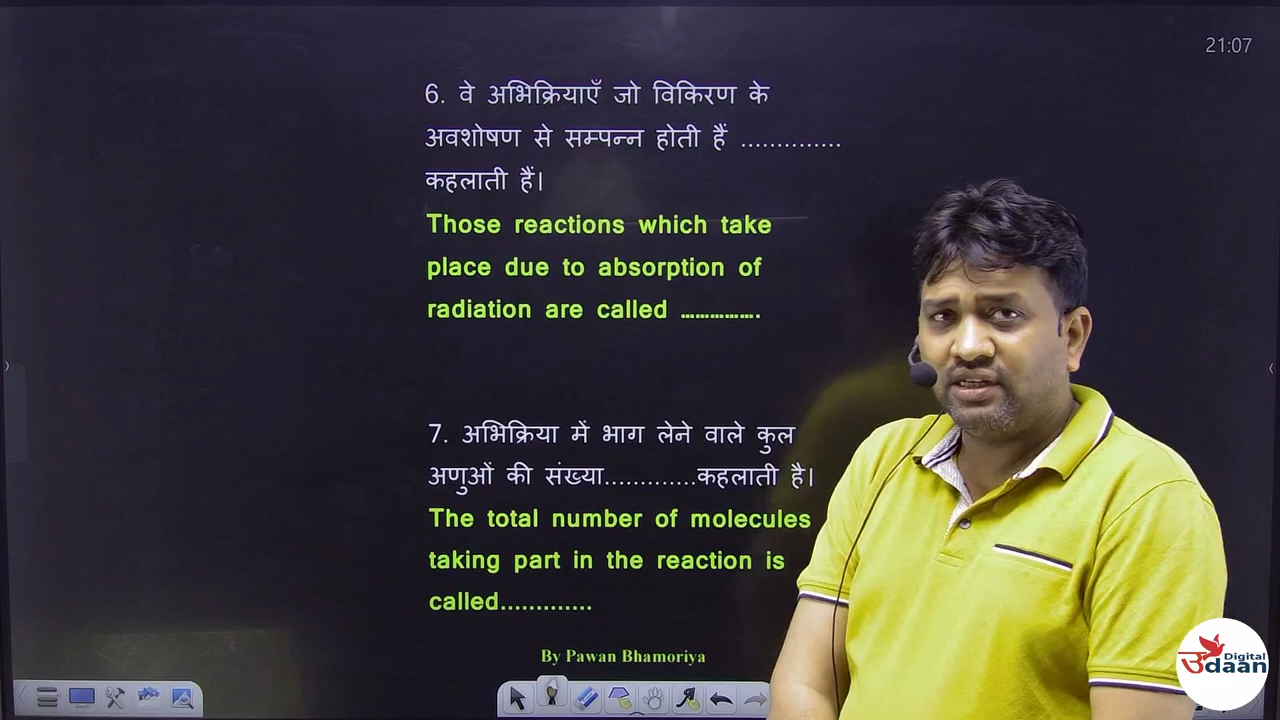 21:07
6. वे अभिक्रियाएँ जो विकिरण के
अवशोषण से सम्पन्न होती हैं ..............
कहलाती हैं।
Those reactions which take
place due to absorption of
radiation are called ................
7. अभिक्रिया में भाग लेने वाले कुल
अणुओं की संख्या.............कहलाती है।
The total number of molecules
taking part in the reaction is
called.............
By Pawan Bhamoriya
Digital
उdaan